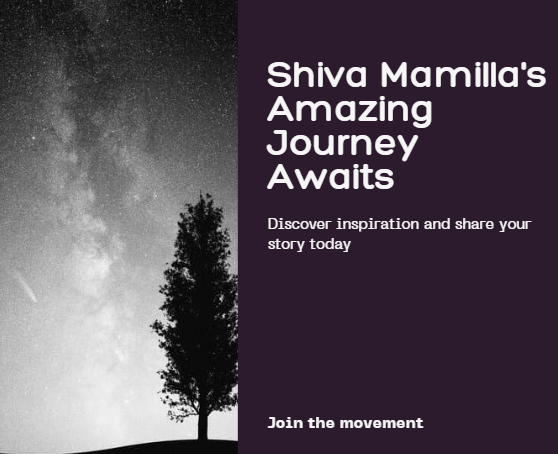 Shiva Mamilla's
Amazing
Journey
Awaits
Discover inspiration and share your
story today
Join the movement